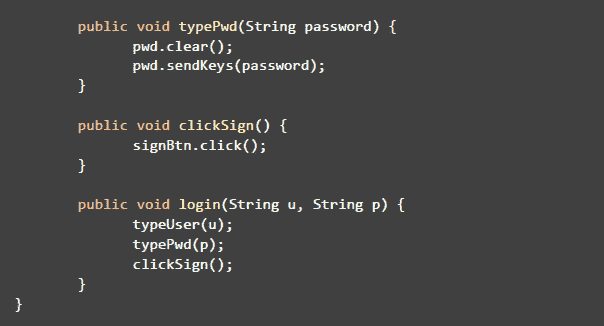 public void typePwd(String password) {
pwd.clear();
pwd.sendKeys(password);
}
public void clickSign() {
signBtn.click();
}
public void login(String u, String p) {
typeUser(u);
typePwd(p);
clickSign();
}
}